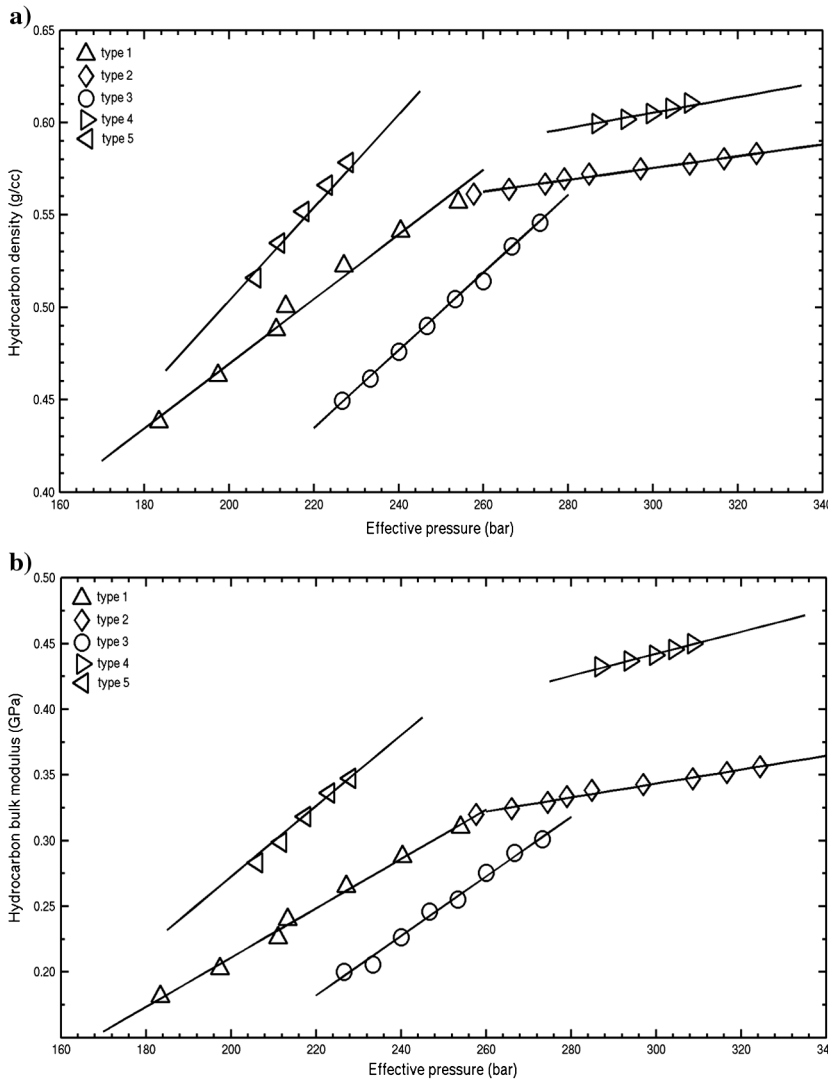 a)
0.65
type 1
type 2
type 3
type 4
type 5
0.60
0.55
0.50
0.45
0.40
Hydrocarbon density (g/cc)
160 180 200 220 240 260 280 300 320 340
Effective pressure (bar)
b)
0.50
type 1
type 2
type 3
type 4
type 5
0.45
0.40
0.35
0.30
0.25
0.20
Hydrocarbon bulk modulus (GPa)
160 180 200 220 240 260 280 300 320 340
Effective pressure (bar)